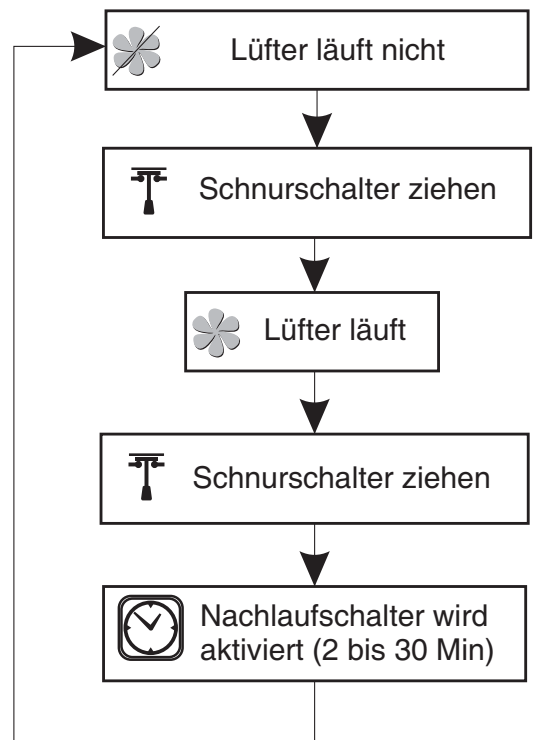 Lüfter läuft nicht
Schnurschalter ziehen
Lüfter läuft
Schnurschalter ziehen
Nachlaufschalter wird
aktiviert (2 bis 30 Min)